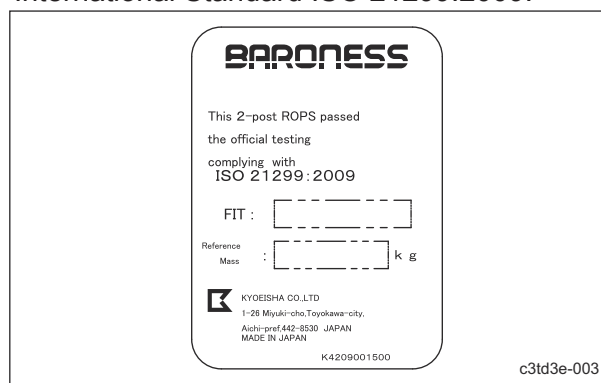 International Standard ISO 21299:2009.
BARONESS
This 2-post ROPS passed
the official testing
complying with
ISO 21299:2009
FIT :
Reference
Mass : kg
KYOEISHA CO.,LTD
1-26 Miyuki-cho,Toyokawa-city,
Aichi-pref,442-8530 JAPAN
MADE IN JAPAN
K4209001500
c3td3e-003